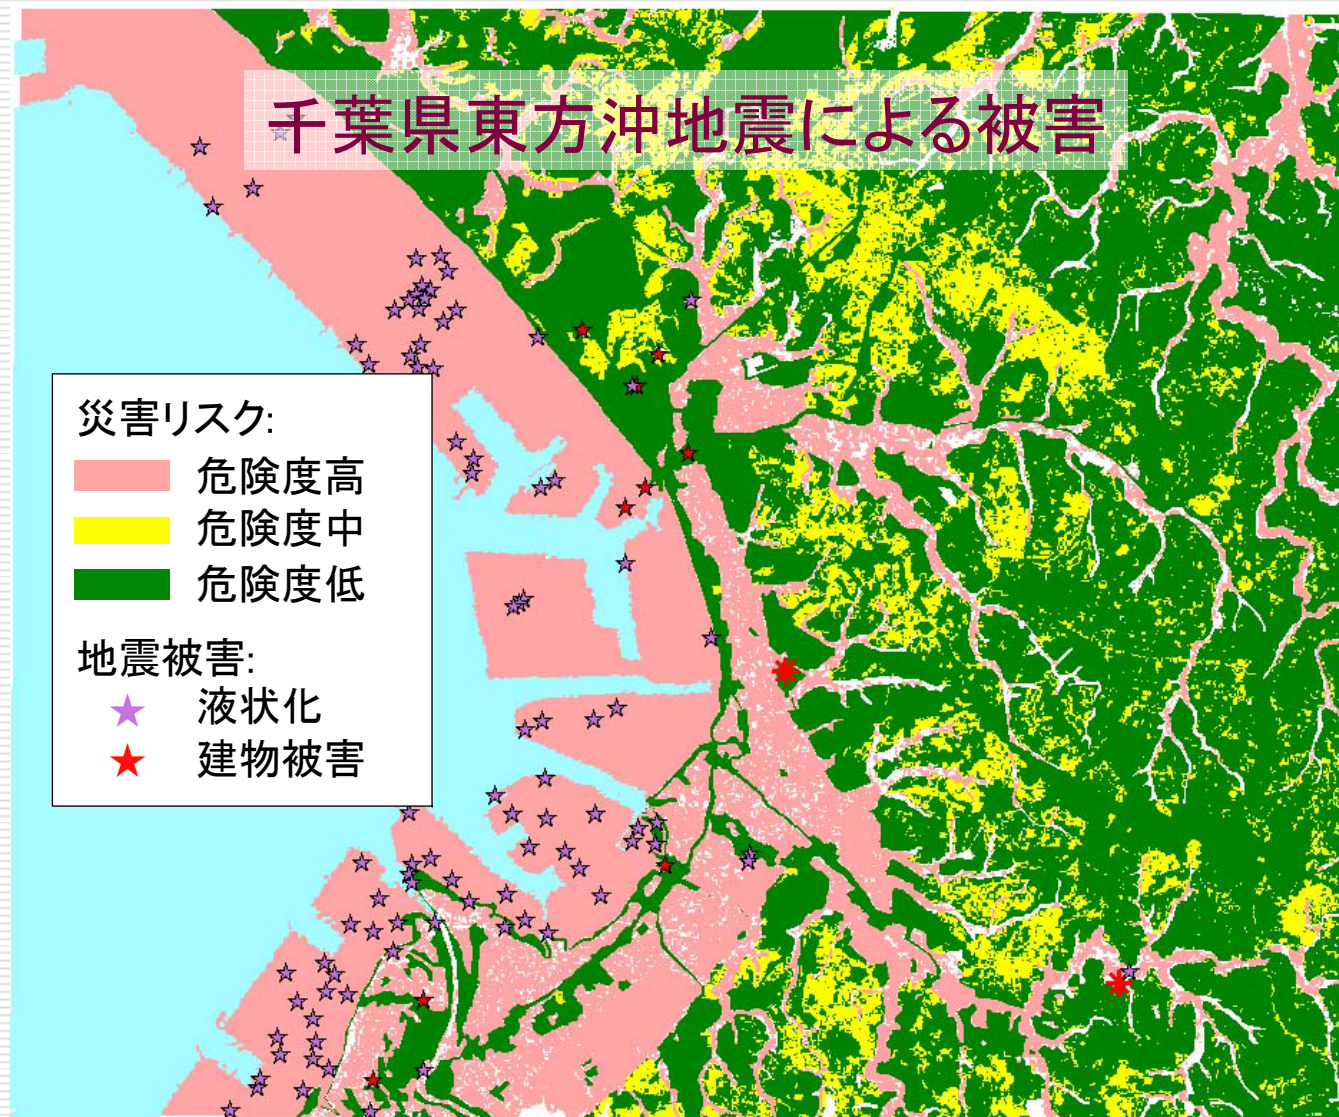 千葉県東方沖地震による被害
災害リスク:
危険度高
危険度中
危険度低
地震被害:
液状化
建物被害